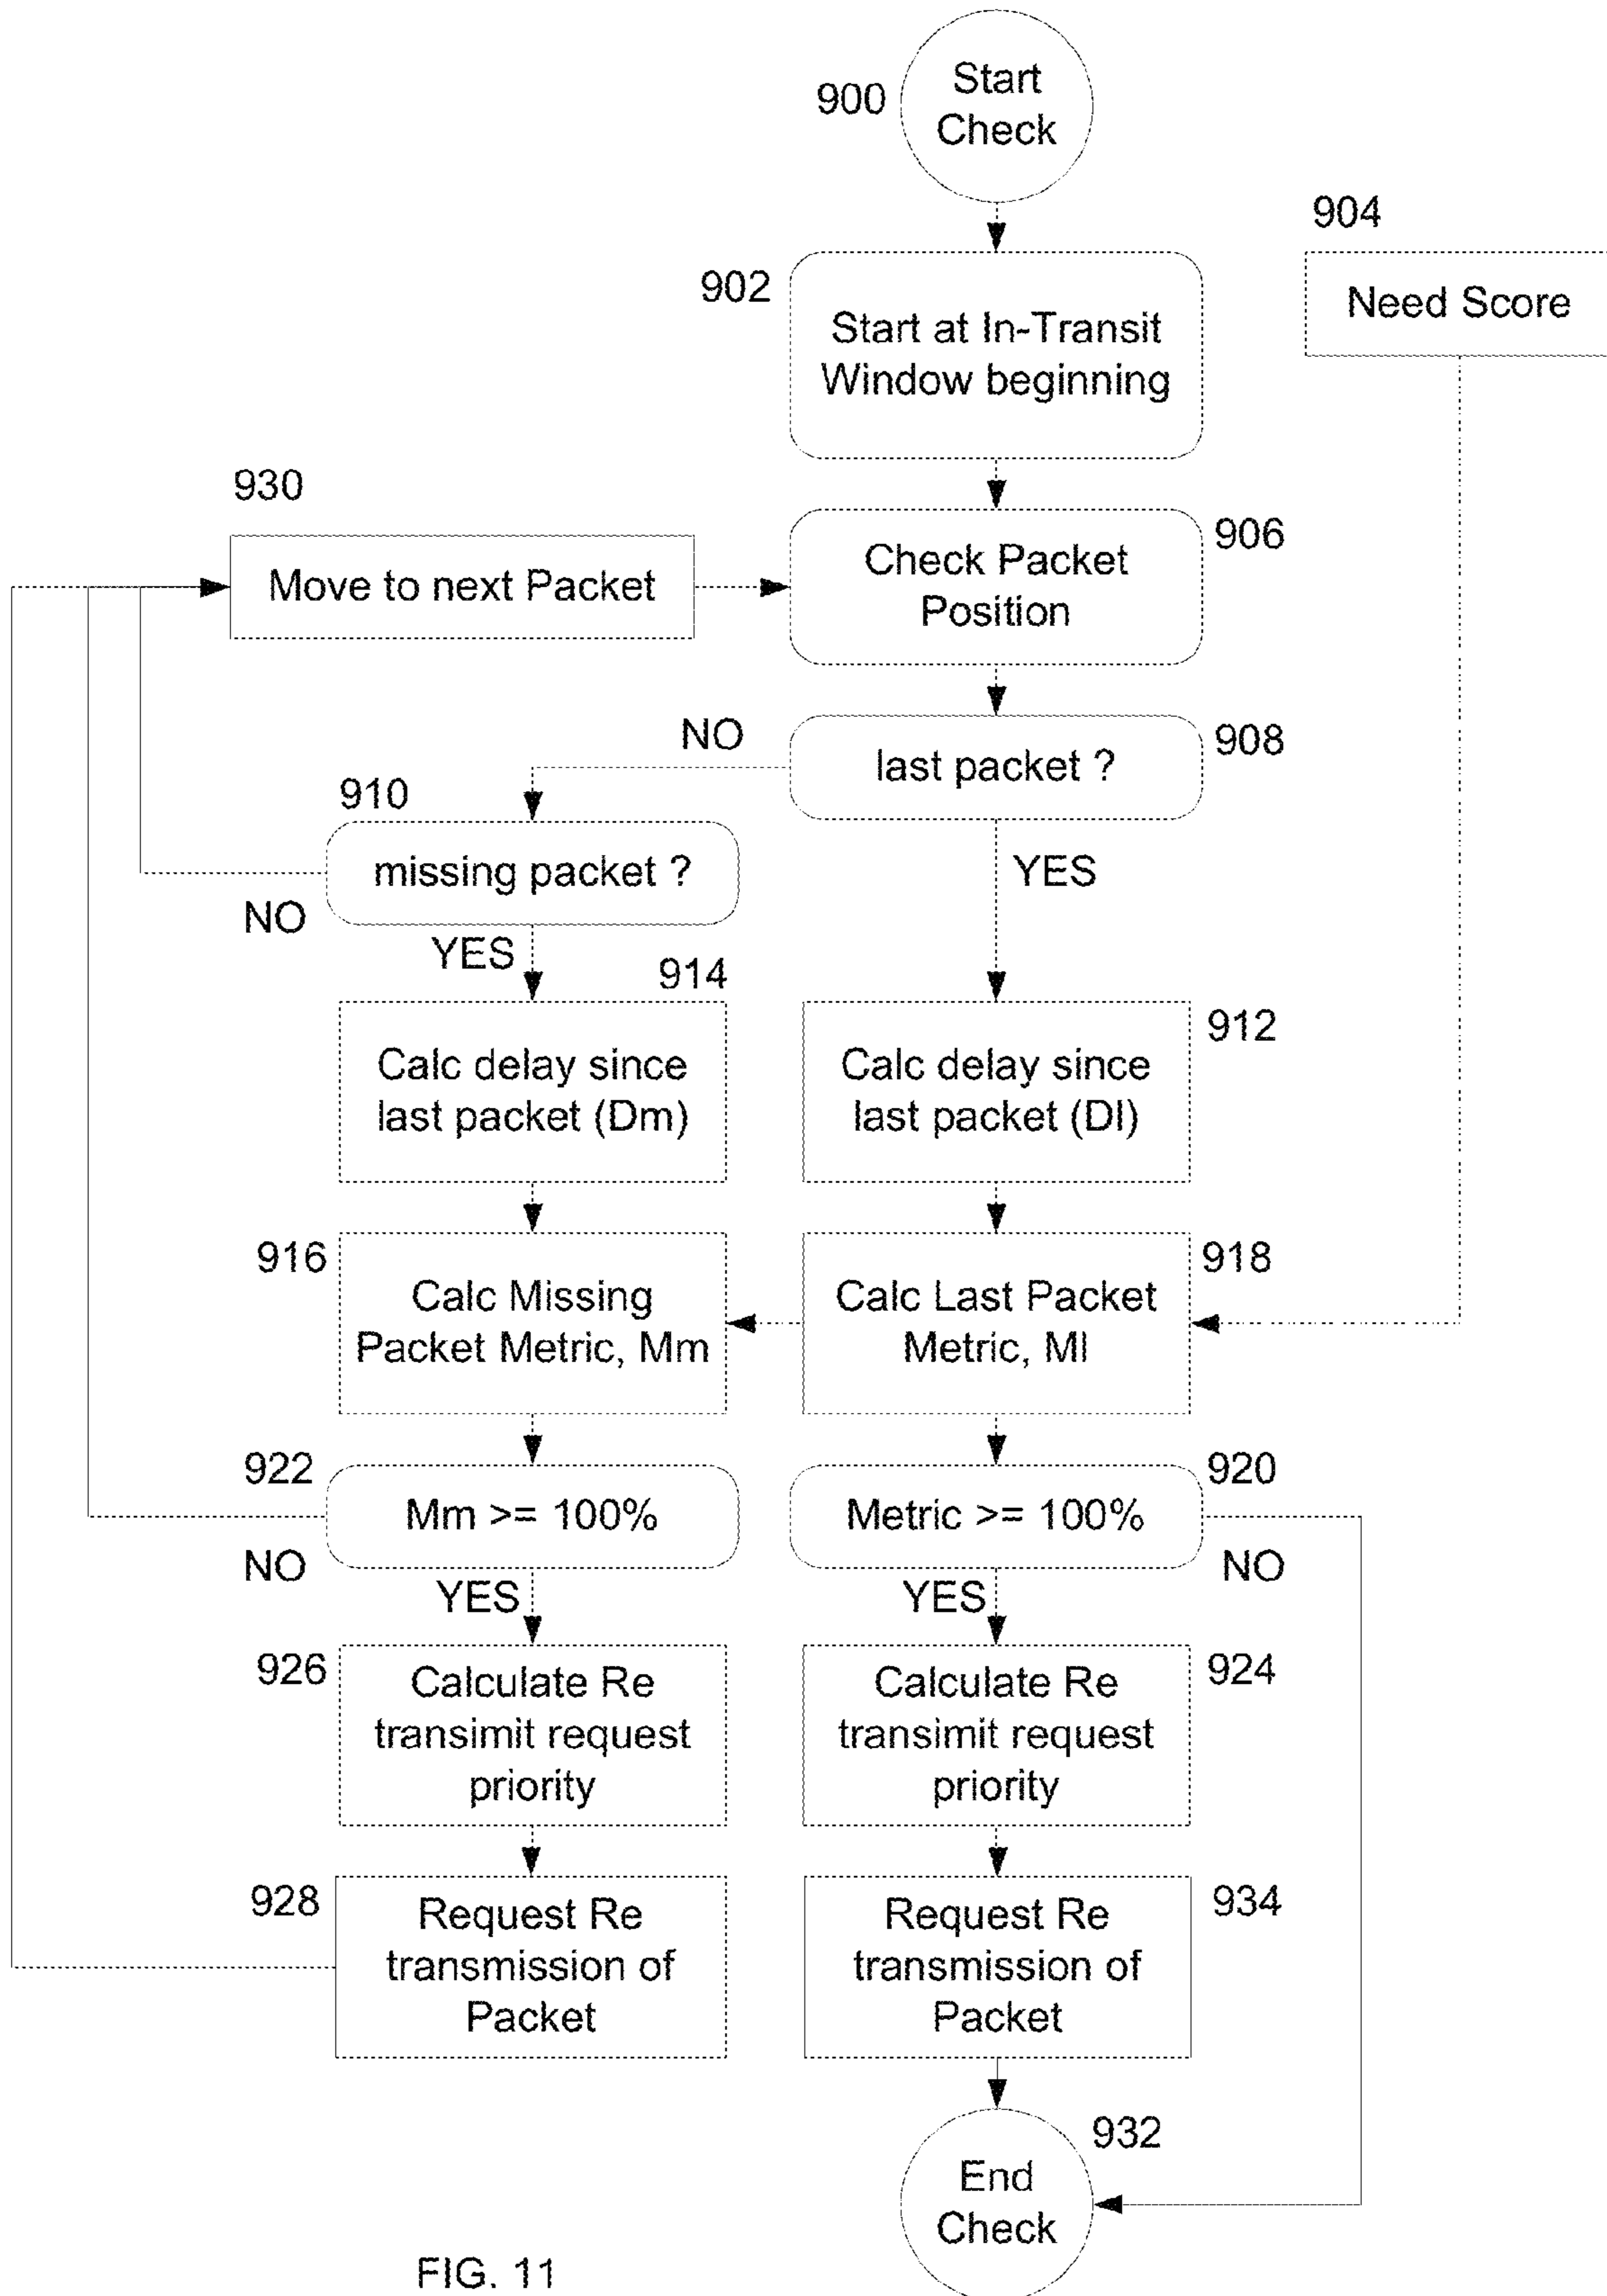 900
Start
Check
904
Need Score
902
Start at In-Transit
Window beginning
930
Move to next Packet
906
Check Packet
Position
NO
last packet ?
908
910
missing packet ?
NO
YES
YES
914
Calc delay since
last packet (Dm)
912
Calc delay since
last packet (Dl)
916
Calc Missing
Packet Metric, Mm
918
Calc Last Packet
Metric, Ml
922
Mm >= 100%
NO
YES
920
Metric >= 100%
NO
YES
926
Calculate Re
transimit request
priority
924
Calculate Re
transimit request
priority
928
Request Re
transmission of
Packet
934
Request Re
transmission of
Packet
932
End
Check
FIG. 11